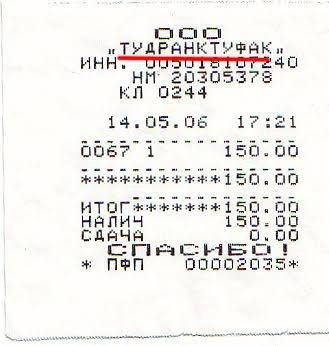 ООО
„ТУДРАНКТУФАК„
ИНН. 005018107240
НМ 20305378
КЛ 0244
14.05.06 17:21
0067 1 150.00
**********150.00
ИТОГ*******150.00
НАЛИЧ 150.00
СДАЧА 0.00
СПАСИБО!
* ПФП 00002035*